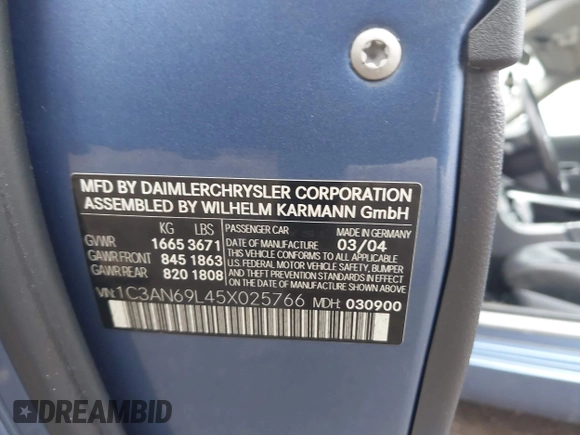 MFD BY DAIMLERCHRYSLER CORPORATION
ASSEMBLED BY WILHELM KARMANN GmbH
KG LBS
GVWR 1665 3671
GAWR FRONT 845 1863
GAWR REAR 820 1808
PASSENGER CAR MADE IN GERMANY
DATE OF MANUFACTURE 03/04
THIS VEHICLE CONFORMS TO ALL APPLICABLE
U.S. FEDERAL MOTOR VEHICLE SAFETY, BUMPER
AND THEFT PREVENTION STANDARDS IN EFFECT
ON THE DATE OF MANUFACTURE SHOWN ABOVE
VIN: 1C3AN69L45X025766 MDH: 030900
DREAMBID